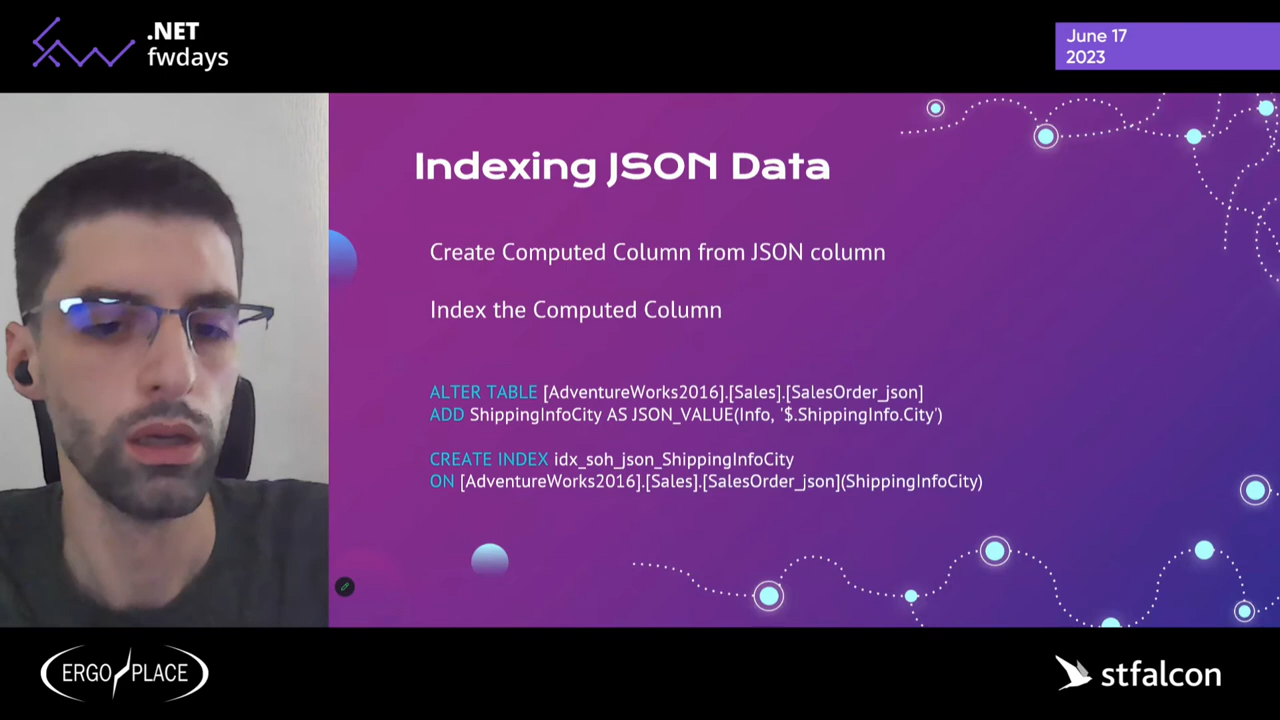 .NET
fwdays
June 17
2023
Indexing JSON Data
Create Computed Column from JSON column
Index the Computed Column
ALTER TABLE [AdventureWorks2016].[Sales].[SalesOrder_json]
ADD ShippingInfoCity AS JSON_VALUE(Info, '$.ShippingInfo.City')
CREATE INDEX idx_soh_json_ShippingInfoCity
ON [AdventureWorks2016].[Sales].[SalesOrder_json](ShippingInfoCity)
ERGO PLACE
stfalcon